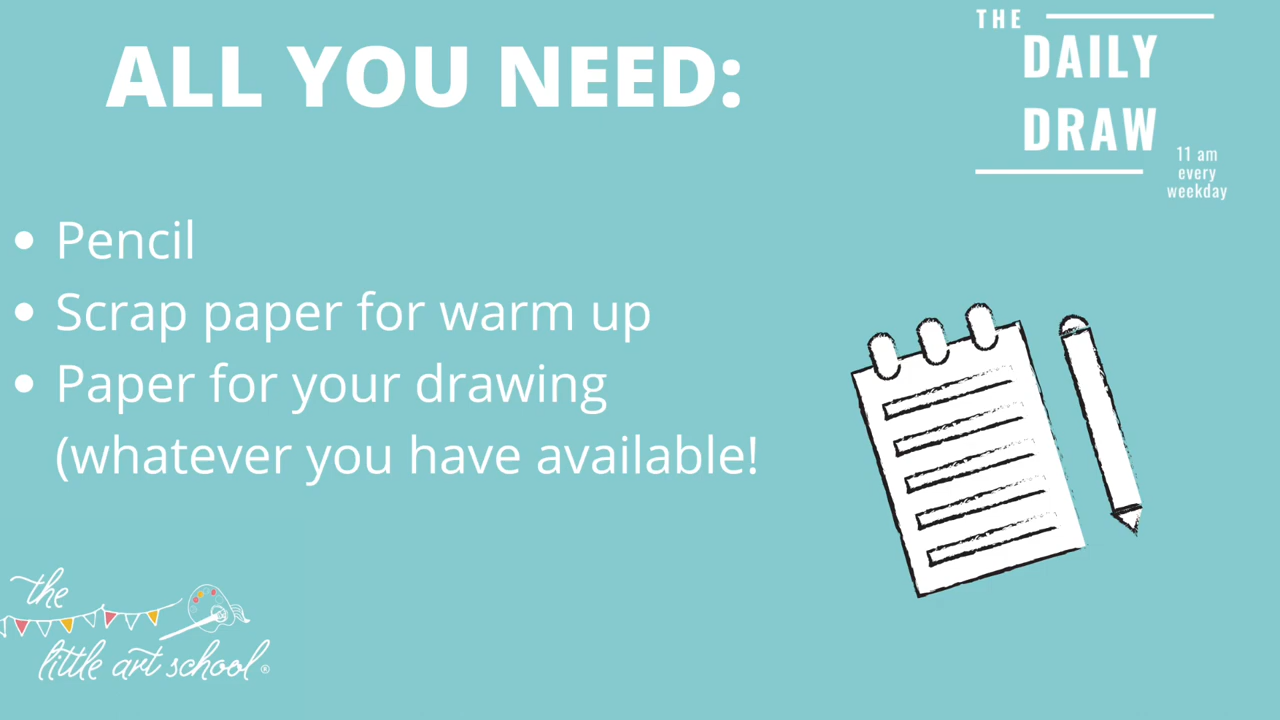 ALL YOU NEED:
THE
DAILY
DRAW
11 am
every
weekday
Pencil
Scrap paper for warm up
Paper for your drawing
(whatever you have available!
the
little art school®